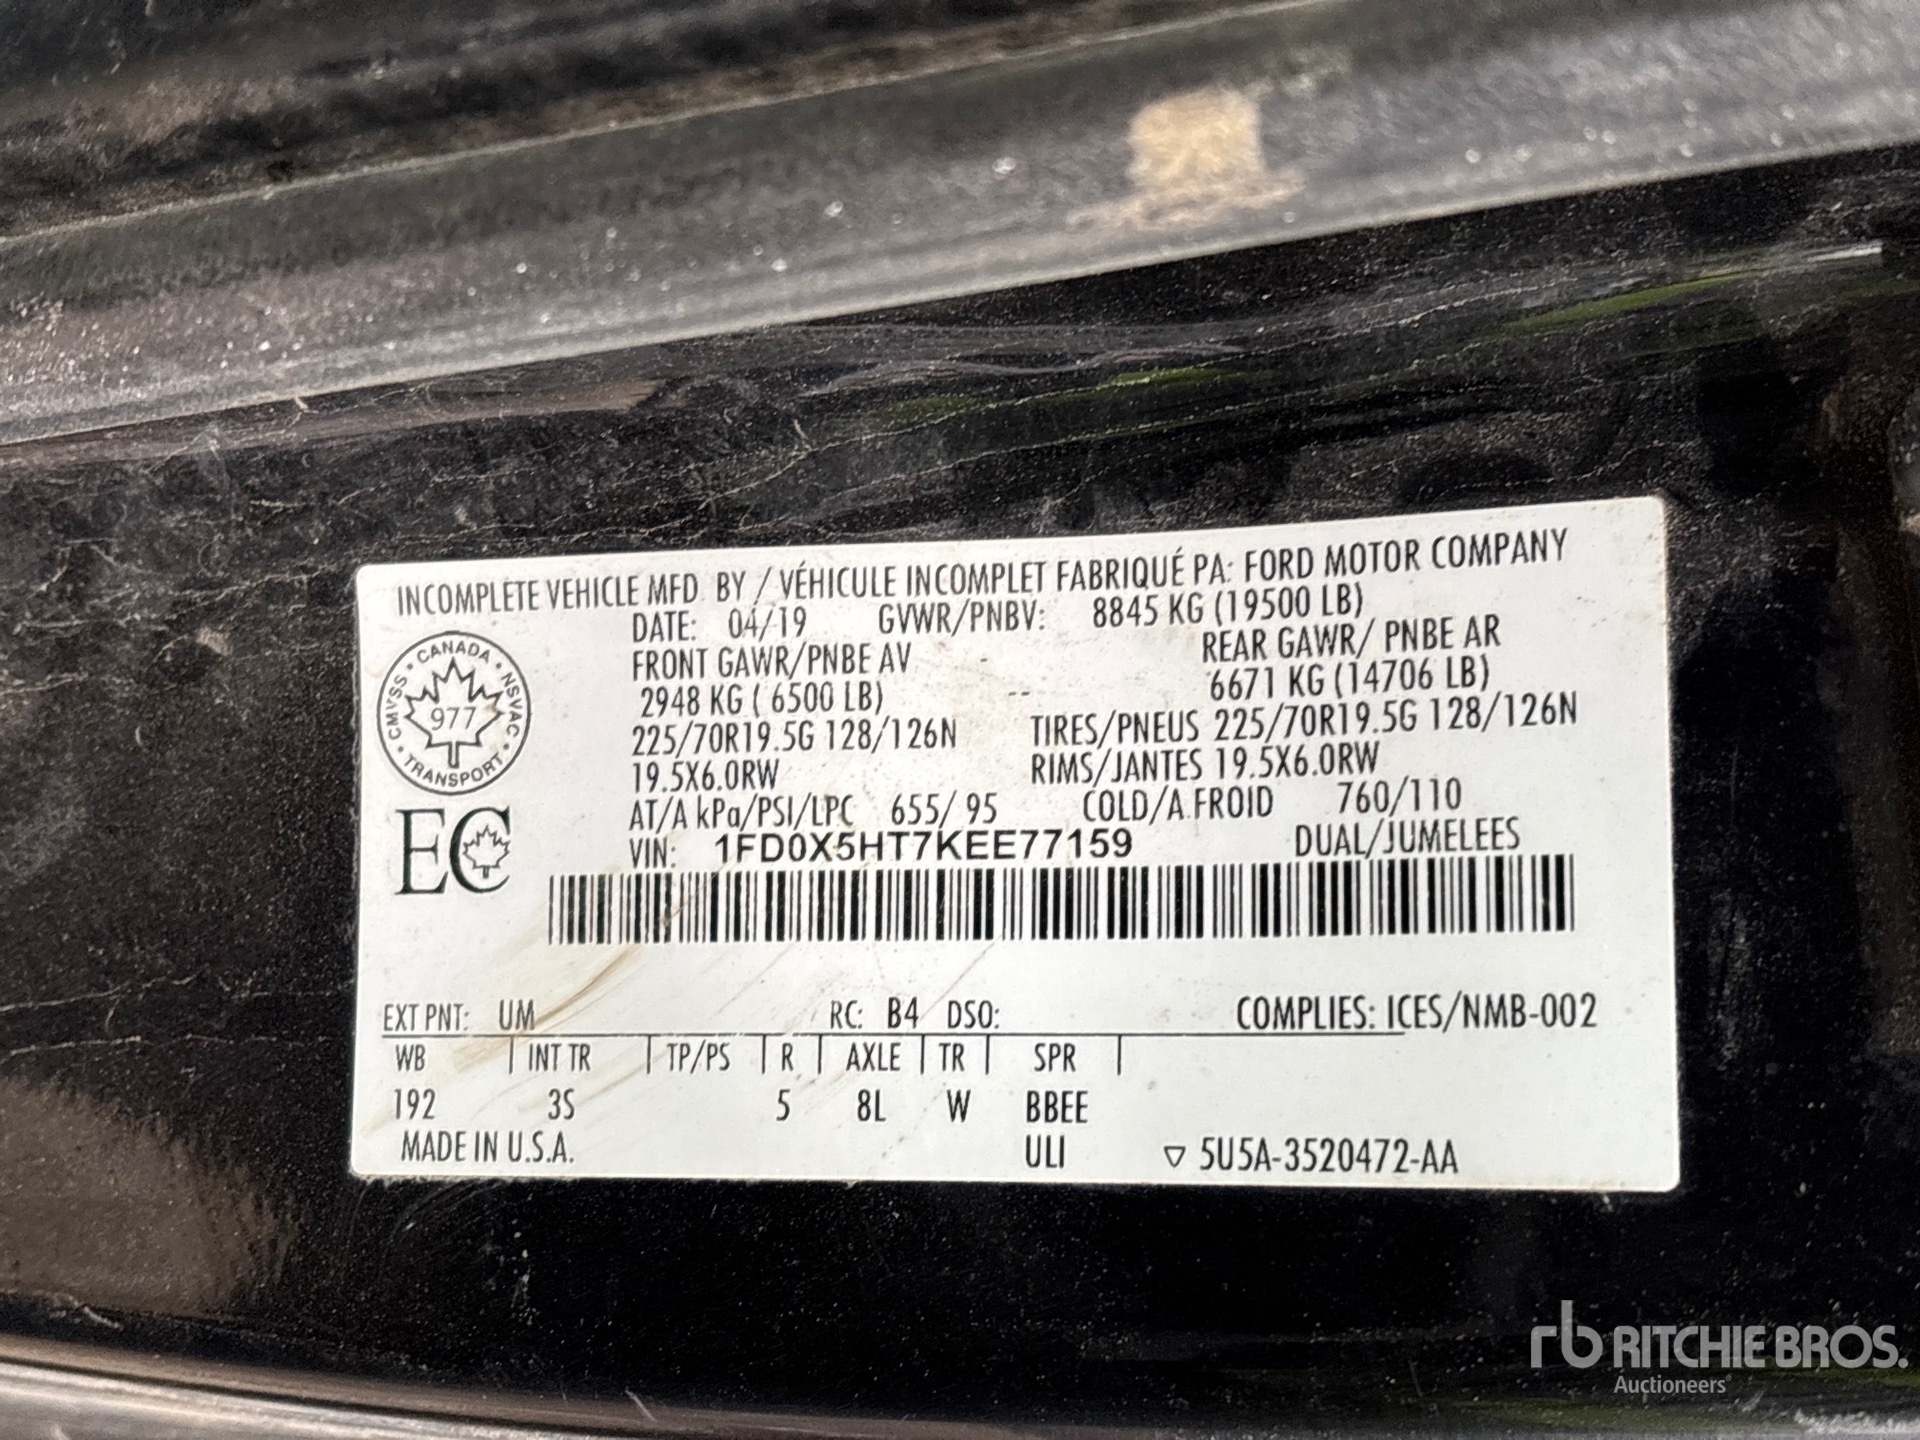 INCOMPLETE VEHICLE MFD. BY / VÉHICULE INCOMPLET FABRIQUÉ PA: FORD MOTOR COMPANY
DATE: 04/19 GVWR/PNBV: 8845 KG (19500 LB)
FRONT GAWR/PNBE AV REAR GAWR/ PNBE AR
2948 KG ( 6500 LB) -- 6671 KG (14706 LB)
225/70R19.5G 128/126N TIRES/PNEUS 225/70R19.5G 128/126N
19.5X6.0RW RIMS/JANTES 19.5X6.0RW
AT/A kPa/PSI/LPC 655/ 95 COLD/A FROID 760/110
VIN: 1FD0X5HT7KEE77159 DUAL/JUMELEES
CANADA • NSVAC • TRANSPORT • CMVSS •
977
EC
EXT PNT: UM RC: B4 DSO: COMPLIES: ICES/NMB-002
WB | INT TR | TP/PS | R | AXLE | TR | SPR |
192 3S 5 8L W BBEE
MADE IN U.S.A. ULI ▽ 5U5A-3520472-AA
rb RITCHIE BROS.
Auctioneers